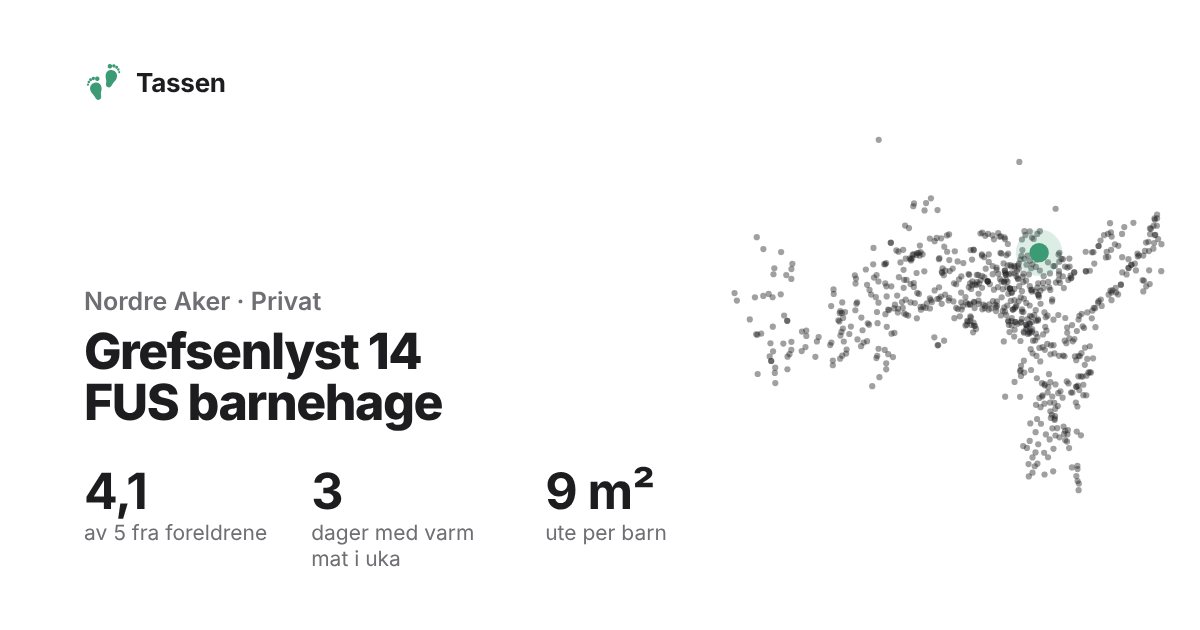 Tassen
Nordre Aker · Privat
Grefsenlyst 14
FUS barnehage
4,1
av 5 fra foreldrene
3
dager med varm
mat i uka
9 m²
ute per barn